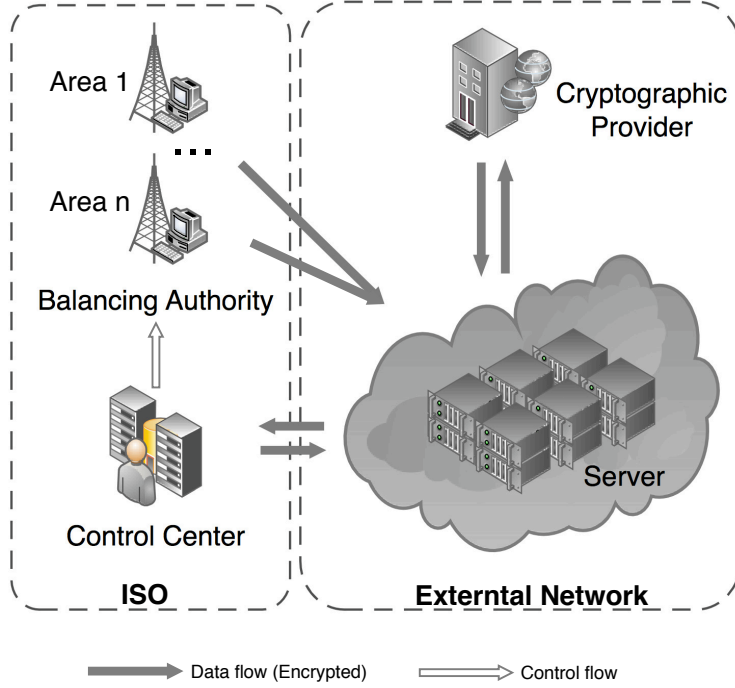 Area 1
...
Area n
Balancing Authority
Control Center
ISO
Cryptographic
Provider
Server
Externtal Network
Data flow (Encrypted)
Control flow